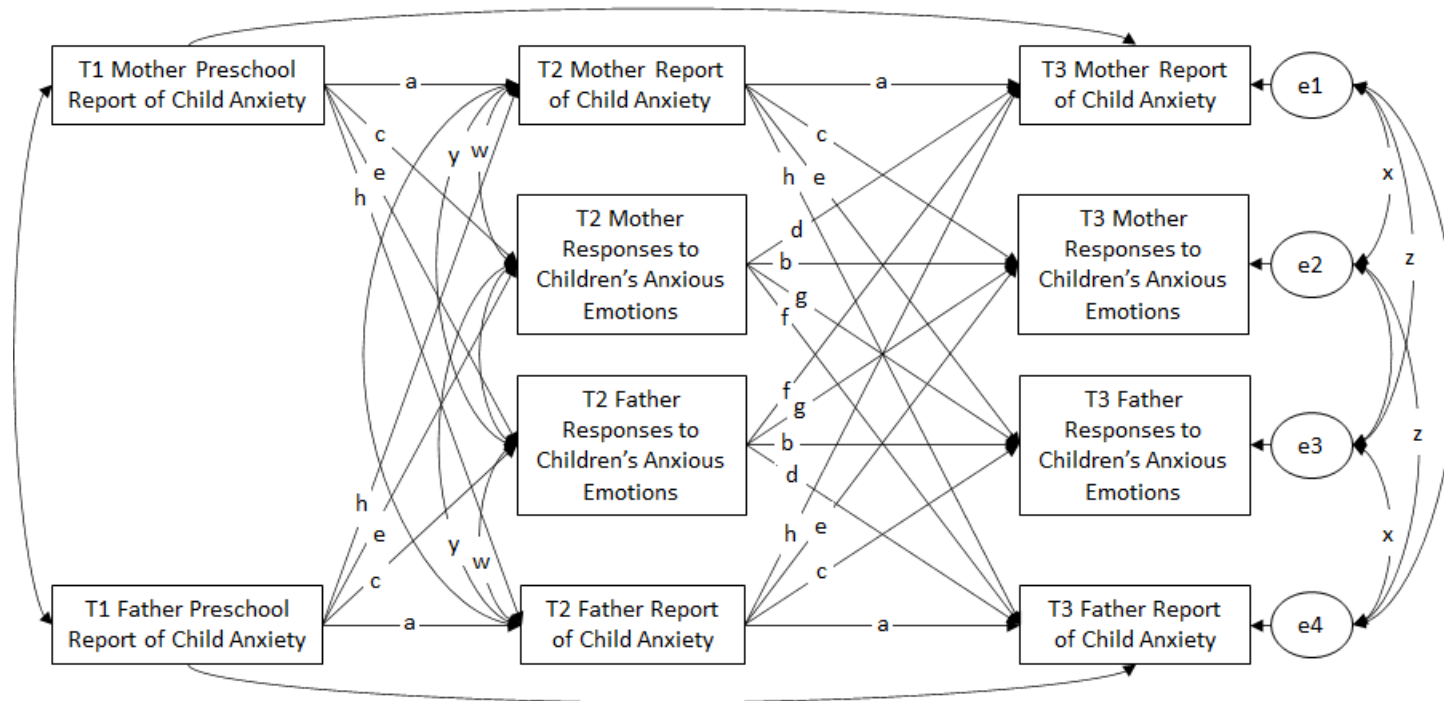 T1 Mother Preschool
Report of Child Anxiety
T2 Mother Report
of Child Anxiety
T3 Mother Report
of Child Anxiety
e1
a
a
c
e
h
y
w
c
h
e
x
T2 Mother
Responses to
Children's Anxious
Emotions
T3 Mother
Responses to
Children's Anxious
Emotions
e2
d
b
g
f
z
T2 Father
Responses to
Children's Anxious
Emotions
T3 Father
Responses to
Children's Anxious
Emotions
e3
f
g
b
d
z
h
e
c
y
w
h
e
c
x
T1 Father Preschool
Report of Child Anxiety
T2 Father Report
of Child Anxiety
T3 Father Report
of Child Anxiety
e4
a
a